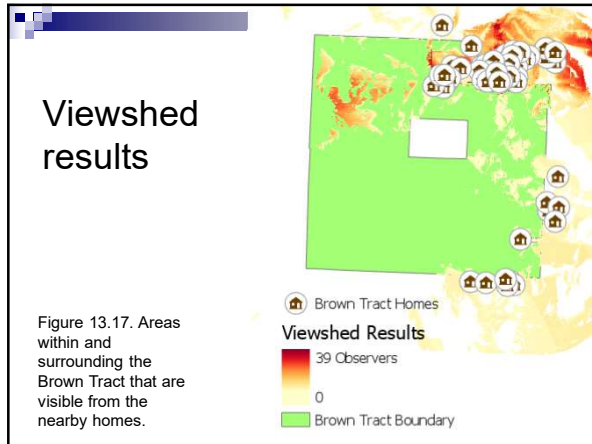 Viewshed
results
Figure 13.17. Areas
within and
surrounding the
Brown Tract that are
visible from the
nearby homes.
Brown Tract Homes
Viewshed Results
39 Observers
0
Brown Tract Boundary